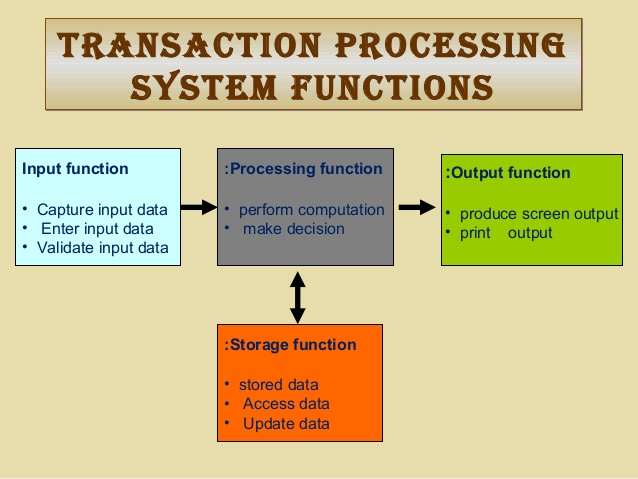 TRANSACTION PROCESSING
SYSTEM FUNCTIONS
Input function
• Capture input data
• Enter input data
• Validate input data
:Processing function
• perform computation
• make decision
:Output function
• produce screen output
• print output
:Storage function
• stored data
• Access data
• Update data